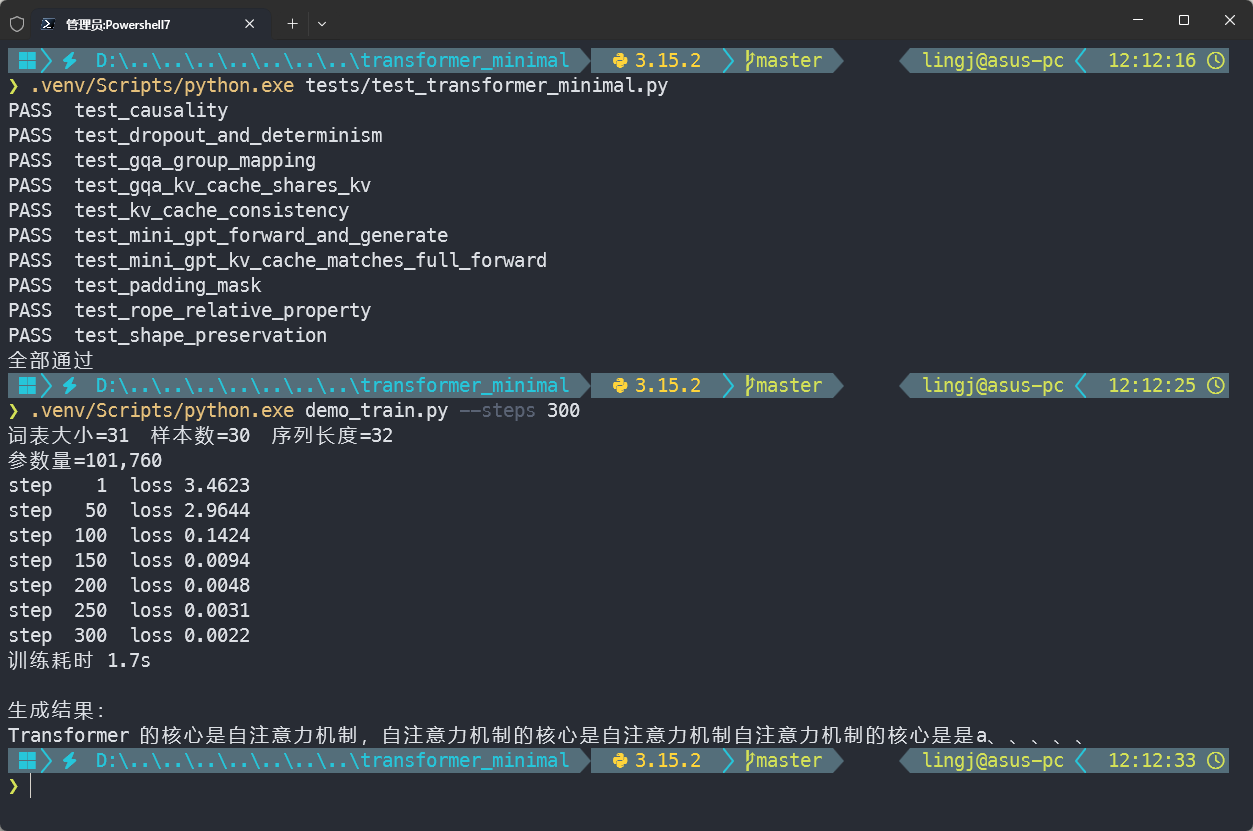 管理员:Powershell7
D:\..\..\..\..\..\..\transformer_minimal 3.15.2 master lingj@asus-pc 12:12:16
❯ .venv/Scripts/python.exe tests/test_transformer_minimal.py
PASS  test_causality
PASS  test_dropout_and_determinism
PASS  test_gqa_group_mapping
PASS  test_gqa_kv_cache_shares_kv
PASS  test_kv_cache_consistency
PASS  test_mini_gpt_forward_and_generate
PASS  test_mini_gpt_kv_cache_matches_full_forward
PASS  test_padding_mask
PASS  test_rope_relative_property
PASS  test_shape_preservation
全部通过
D:\..\..\..\..\..\..\transformer_minimal 3.15.2 master lingj@asus-pc 12:12:25
❯ .venv/Scripts/python.exe demo_train.py --steps 300
词表大小=31  样本数=30  序列长度=32
参数量=101,760
step    1  loss 3.4623
step   50  loss 2.9644
step  100  loss 0.1424
step  150  loss 0.0094
step  200  loss 0.0048
step  250  loss 0.0031
step  300  loss 0.0022
训练耗时 1.7s
生成结果：
Transformer 的核心是自注意力机制，自注意力机制的核心是自注意力机制自注意力机制的核心是是a、、、、、
D:\..\..\..\..\..\..\transformer_minimal 3.15.2 master lingj@asus-pc 12:12:33
❯